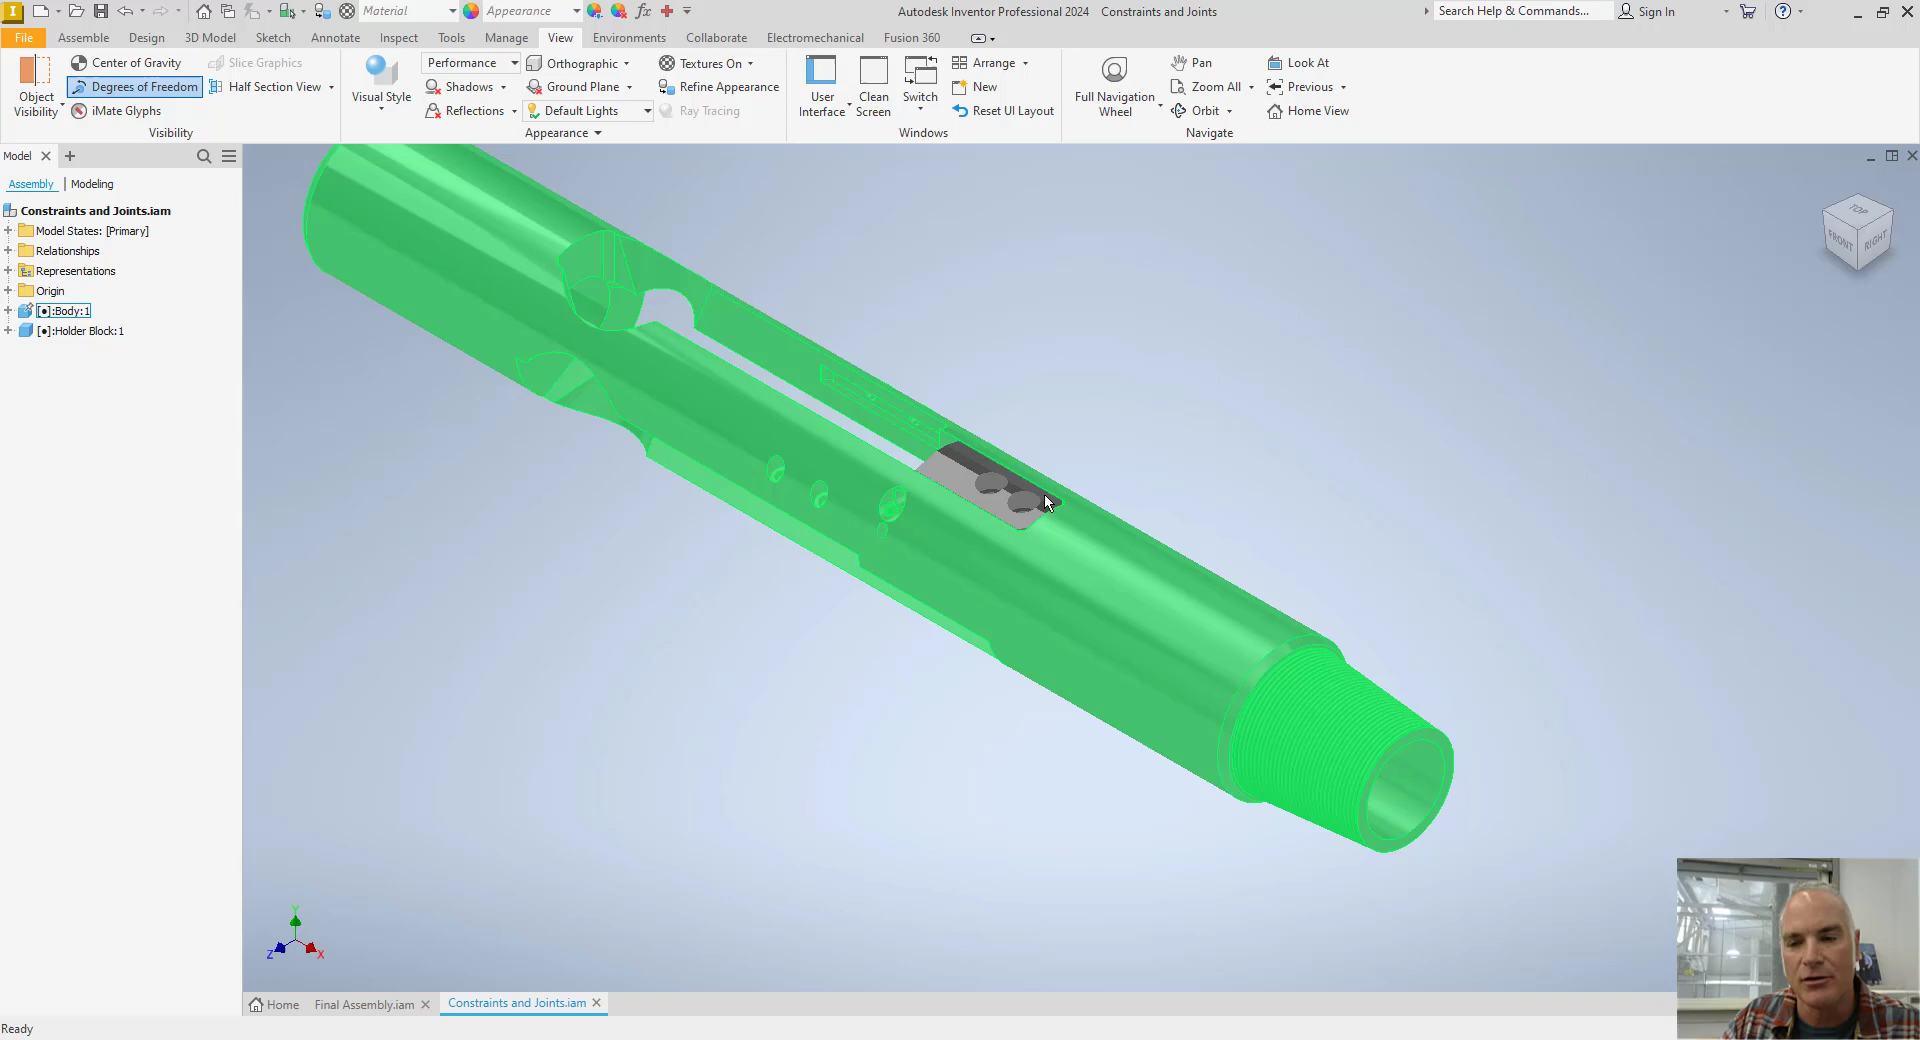 Material
Appearance
Autodesk Inventor Professional 2024 Constraints and Joints
Search Help & Commands...
Sign In
File Assemble Design 3D Model Sketch Annotate Inspect Tools Manage View Environments Collaborate Electromechanical Fusion 360
Object Visibility
Center of Gravity
Degrees of Freedom
iMate Glyphs
Slice Graphics
Half Section View
Visibility
Visual Style
Performance
Shadows
Reflections
Orthographic
Ground Plane
Default Lights
Textures On
Refine Appearance
Ray Tracing
Appearance
User Interface
Clean Screen
Switch
Arrange
New
Reset UI Layout
Windows
Full Navigation Wheel
Pan
Zoom All
Orbit
Look At
Previous
Home View
Navigate
Model
Assembly | Modeling
Constraints and Joints.iam
Model States: [Primary]
Relationships
Representations
Origin
[●]:Body:1
[●]:Holder Block:1
TOP
FRONT
RIGHT
Y
Z
X
Home
Final Assembly.iam
Constraints and Joints.iam
Ready